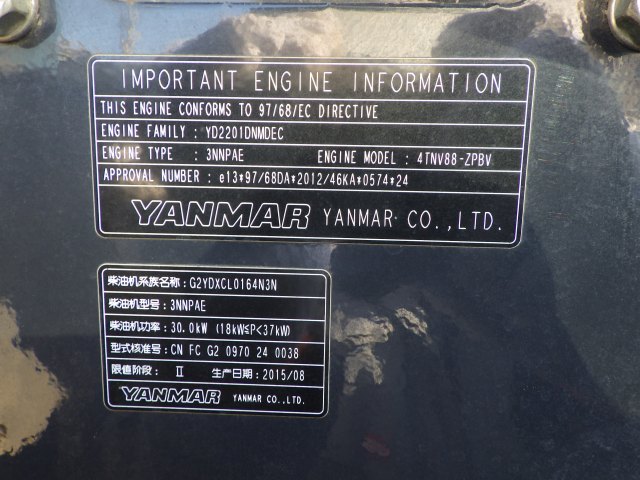 IMPORTANT ENGINE INFORMATION
THIS ENGINE CONFORMS TO 97/68/EC DIRECTIVE
ENGINE FAMILY : YD2201DNMDEC
ENGINE TYPE : 3NNPAE ENGINE MODEL : 4TNV88-ZPBV
APPROVAL NUMBER : e13*97/68DA*2012/46KA*0574*24
YANMAR YANMAR CO.,LTD.
柴油机系族名称: G2YDXCL0164N3N
柴油机型号: 3NNPAE
柴油机功率: 30.0kW (18kW≦P<37kW)
型式核准号: CN FC G2 0970 24 0038
限值阶段: Ⅱ 生产日期: 2015/08
YANMAR YANMAR CO.,LTD.